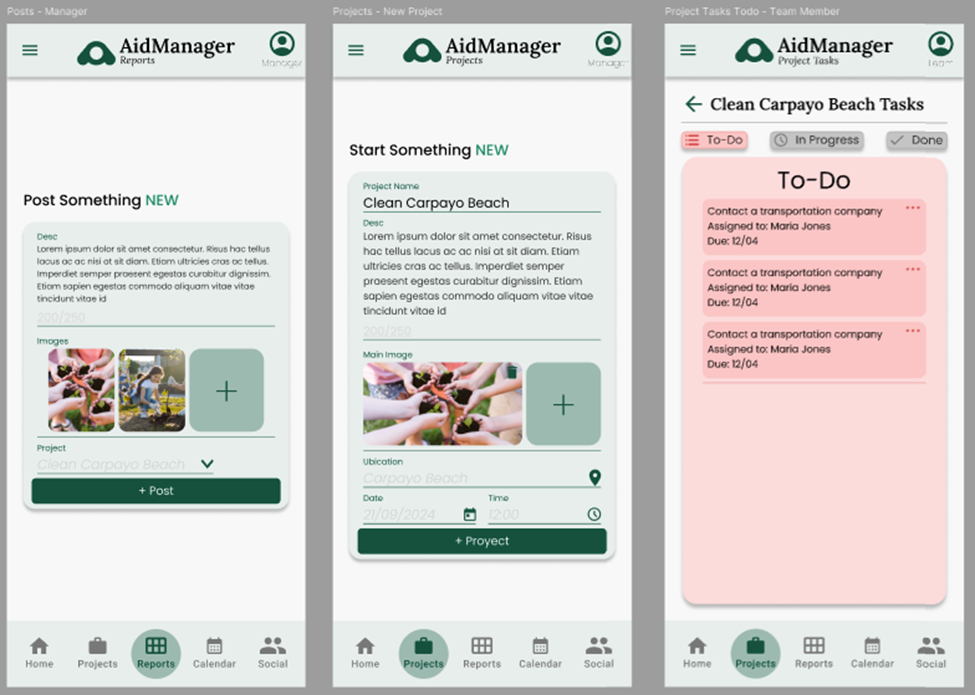 Posts - Manager
AidManager
Reports
Manager
Post Something NEW
Desc
Lorem ipsum dolor sit amet consectetur. Risus hac tellus
lacus ac ac nisi at sit diam. Etiam ultricies eras ac tellus.
Imperdiet semper praesent egestas curabitur dignissim.
Etiam sapien egestas commodo aliquam vitae vitae
tincidunt vitae id
200/250
Images
Project
Clean Carpayo Beach
+ Post
Home
Projects
Reports
Calendar
Social
Projects - New Project
AidManager
Projects
Manager
Start Something NEW
Project Name
Clean Carpayo Beach
Desc
Lorem ipsum dolor sit amet consectetur. Risus
hac tellus lacus ac ac nisi at sit diam. Etiam
ultricies eras ac tellus. Imperdiet semper
praesent egestas curabitur dignissim. Etiam
sapien egestas commodo aliquam vitae vitae
tincidunt vitae id
200/250
Main Image
Ubication
Carpayo Beach
Date
Time
21/09/2024
12:00
+ Proyect
Home
Projects
Reports
Calendar
Social
Project Tasks Todo - Team Member
AidManager
Project Tasks
Team
Clean Carpayo Beach Tasks
To-Do
In Progress
Done
To-Do
Contact a transportation company
Assigned to: Maria Jones
Due: 12/04
Contact a transportation company
Assigned to: Maria Jones
Due: 12/04
Contact a transportation company
Assigned to: Maria Jones
Due: 12/04
Home
Projects
Reports
Calendar
Social